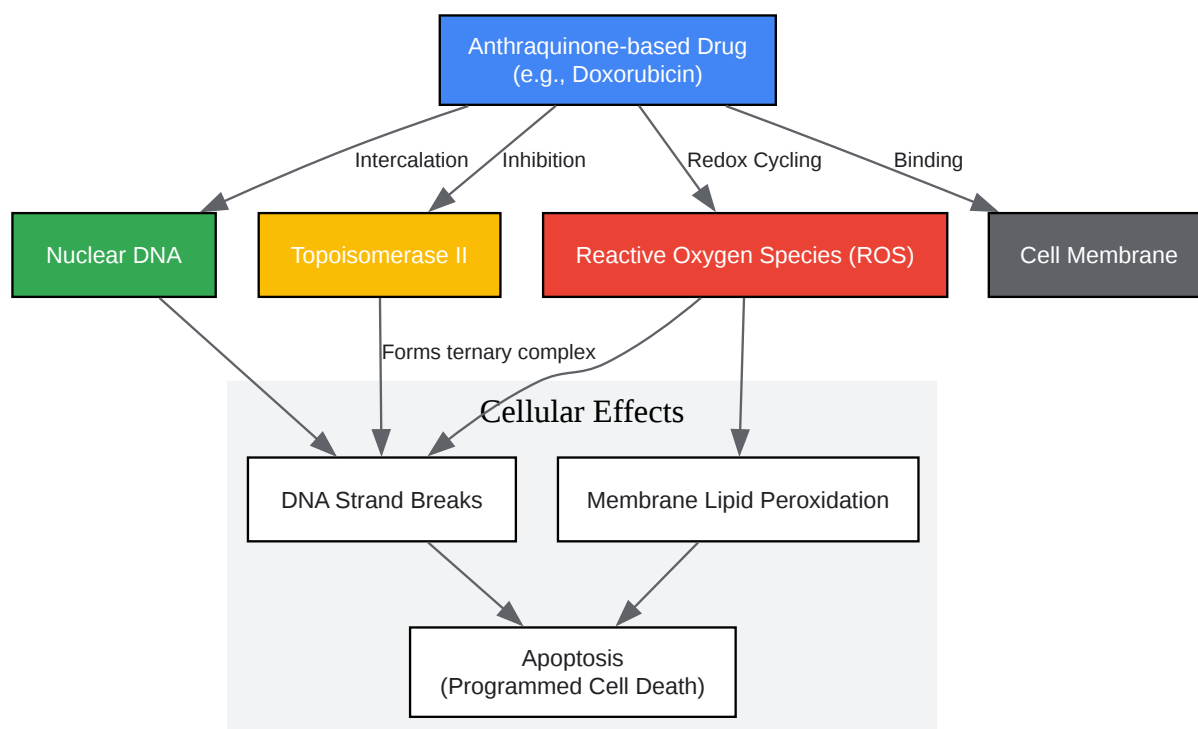 Anthraquinone-based Drug
(e.g., Doxorubicin)
Intercalation
Inhibition
Redox Cycling
Binding
Nuclear DNA
Topoisomerase II
Reactive Oxygen Species (ROS)
Cell Membrane
Forms ternary complex
Cellular Effects
DNA Strand Breaks
Membrane Lipid Peroxidation
Apoptosis
(Programmed Cell Death)